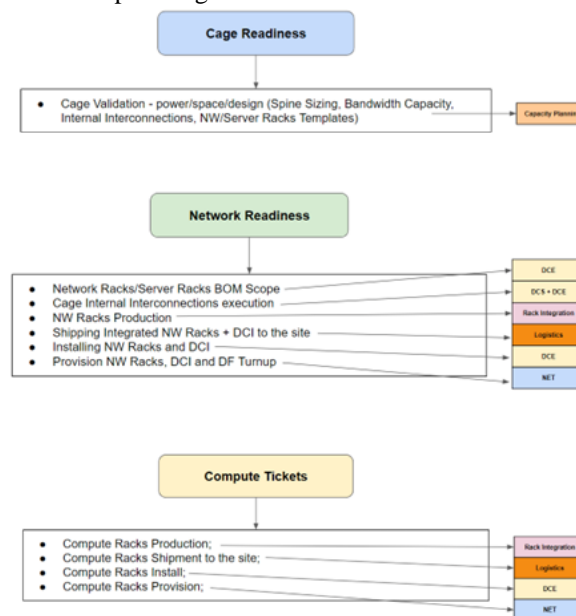 Cage Readiness
● Cage Validation - power/space/design (Spine Sizing, Bandwidth Capacity,
Internal Interconnections, NW/Server Racks Templates)
Capacity Plannin
Network Readiness
● Network Racks/Server Racks BOM Scope
● Cage Internal Interconnections execution
● NW Racks Production
● Shipping Integrated NW Racks + DCI to the site
● Installing NW Racks and DCI
● Provision NW Racks, DCI and DF Turnup
DCE
DCS + DCE
Rack Integration
Logistics
DCE
NET
Compute Tickets
● Compute Racks Production;
● Compute Racks Shipment to the site;
● Compute Racks Install;
● Compute Racks Provision;
Rack Integration
Logistics
DCE
NET